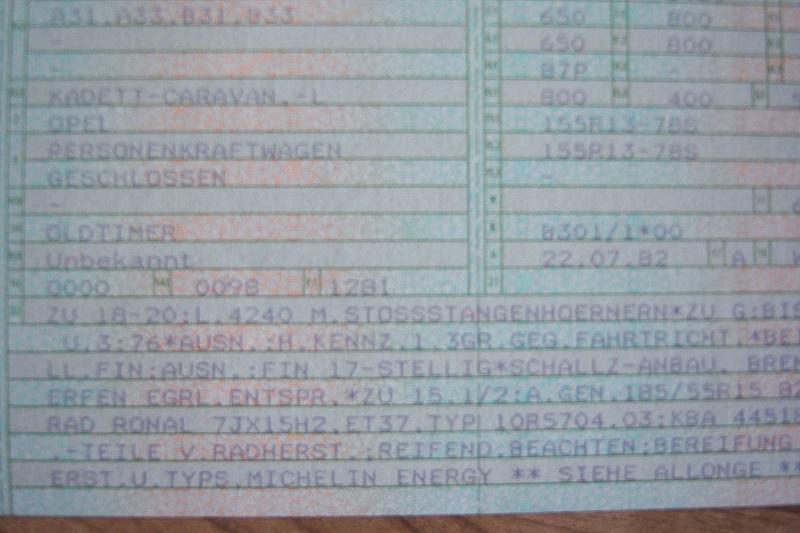 A31.A33.B31.B33 650 800
- 650 800
- 87P -
KADETT-CARAVAN,-L 800 400
OPEL 155R13-78S
PERSONENKRAFTWAGEN 155R13-78S
GESCHLOSSEN -
-
OLDTIMER B301/1*00
Unbekannt 22.07.82 A
0000 0098 1281
ZU 18-20:L.4240 M.STOSSSTANGENHOERNERN*ZU G:BIS
U.3:76*AUSN.:H.KENNZ.1 3GR.GEG.FAHRTRICHT.*BEI
LL.FIN:AUSN.:FIN 17-STELLIG*SCHALLZ-ANBAU. BREN
ERFEN EGRL.ENTSPR.*ZU 15.1/2:A.GEN.185/55R15 82
RAD RONAL 7JX15H2,ET37,TYP 10R5704.03:KBA 44518
.-TEILE V.RADHERST.;REIFEND.BEACHTEN:BEREIFUNG
ERST.U.TYPS,MICHELIN ENERGY ** SIEHE ALLONGE **